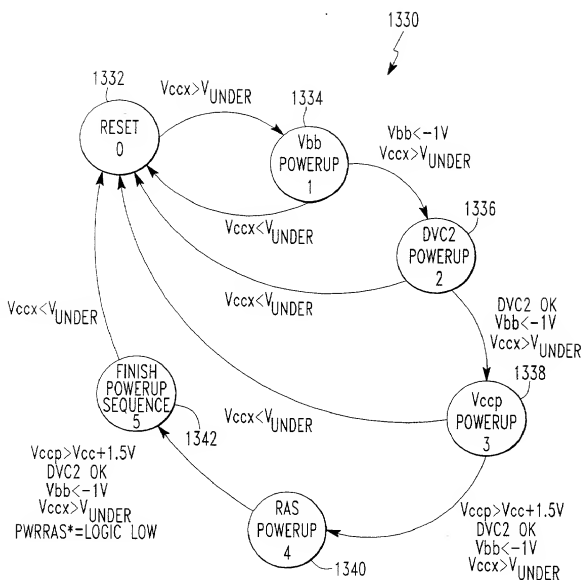 1330
1332
RESET
0
Vccx>VUNDER
1334
Vbb
POWERUP
1
Vbb<-1V
Vccx>VUNDER
1336
DVC2
POWERUP
2
Vccx<VUNDER
Vccx<VUNDER
DVC2 OK
Vbb<-1V
Vccx>VUNDER
1338
Vccp
POWERUP
3
Vccx<VUNDER
Vccx<VUNDER
FINISH
POWERUP
SEQUENCE
5
1342
Vccp>Vcc+1.5V
DVC2 OK
Vbb<-1V
Vccx>VUNDER
PWRRAS*=LOGIC LOW
RAS
POWERUP
4
1340
Vccp>Vcc+1.5V
DVC2 OK
Vbb<-1V
Vccx>VUNDER